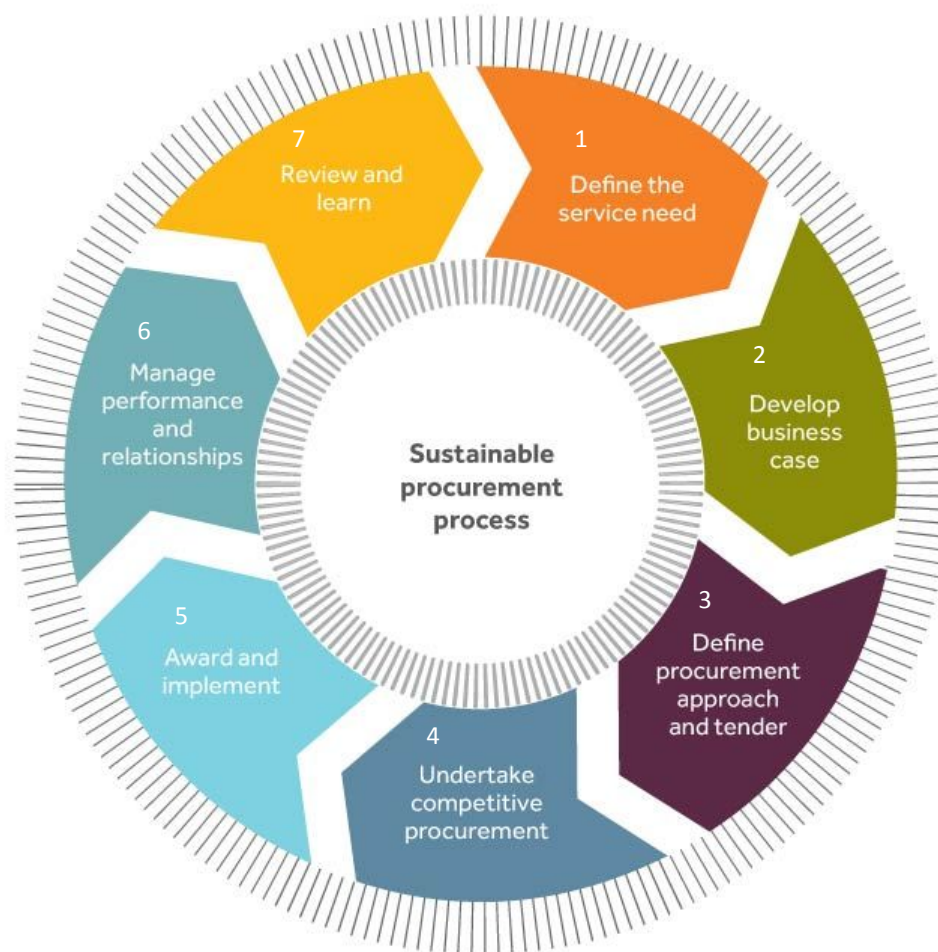 1
Define the
service need
2
Develop
business
case
3
Define
procurement
approach
and tender
4
Undertake
competitive
procurement
5
Award and
implement
6
Manage
performance
and
relationships
7
Review and
learn
Sustainable
procurement
process